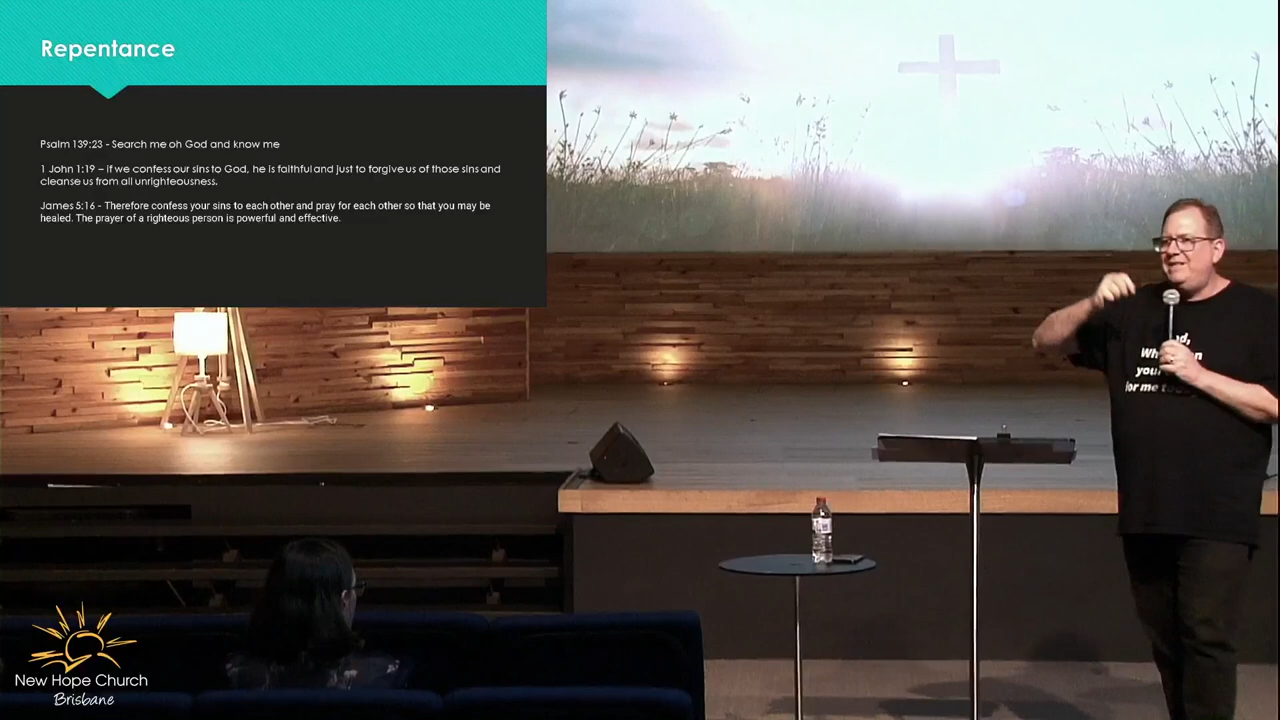 Repentance
Psalm 139:23 - Search me oh God and know me
1 John 1:19 – if we confess our sins to God, he is faithful and just to forgive us of those sins and
cleanse us from all unrighteousness.
James 5:16 - Therefore confess your sins to each other and pray for each other so that you may be
healed. The prayer of a righteous person is powerful and effective.
your
for me
New Hope Church
Brisbane